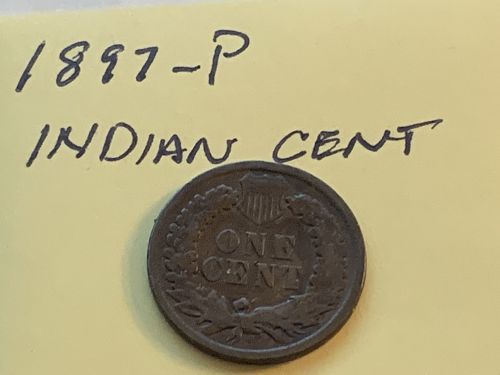 1897-P
INDIAN CENT
ONE
CENT